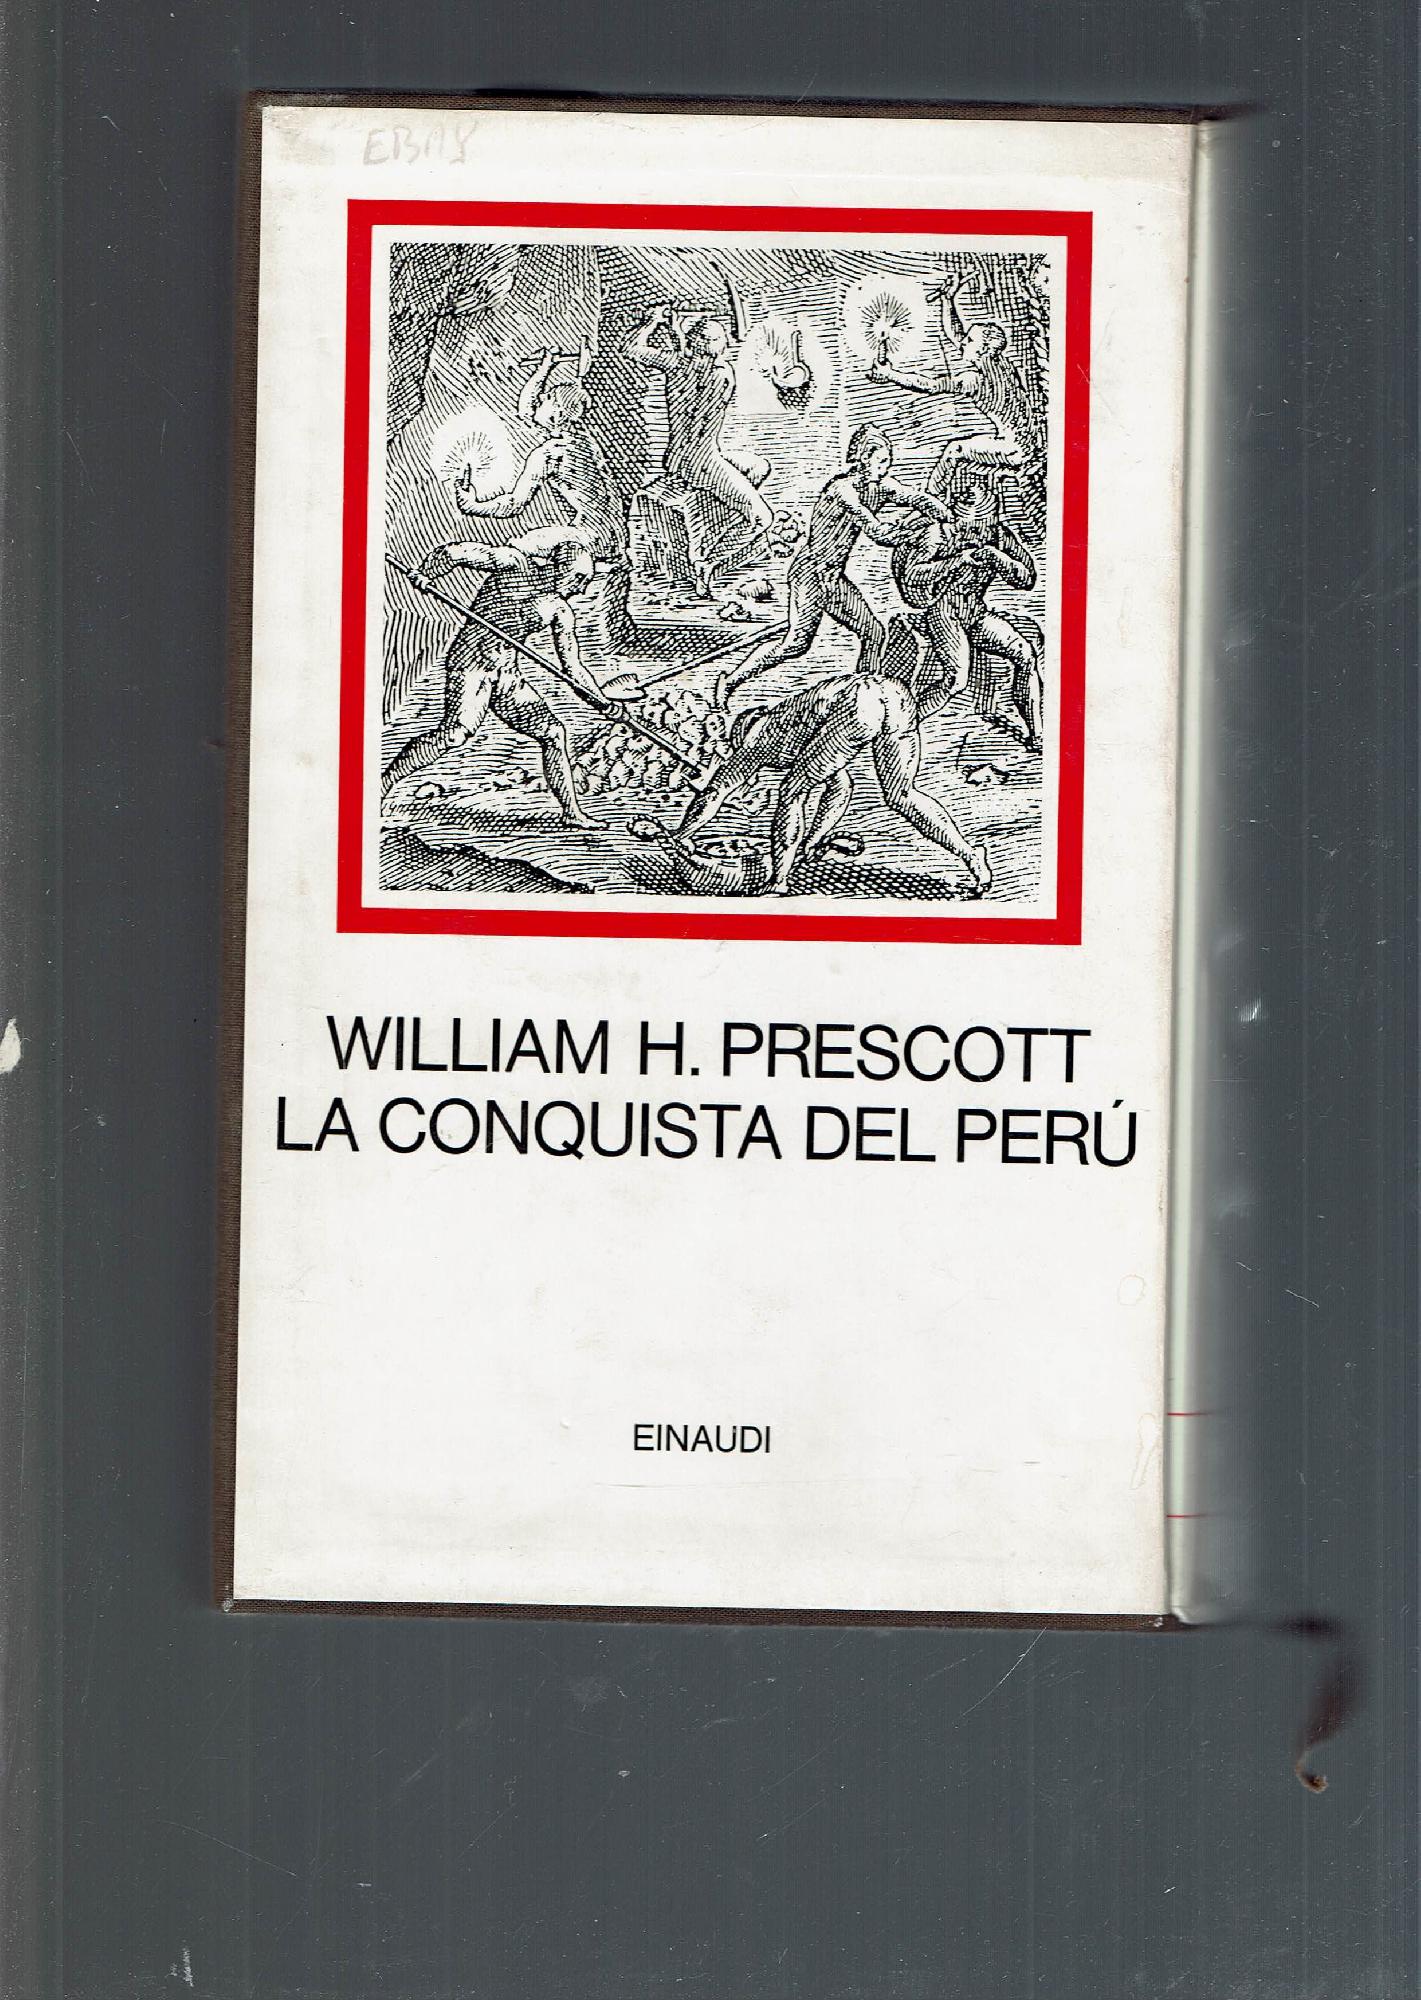 EBAY
WILLIAM H. PRESCOTT
LA CONQUISTA DEL PERÚ
EINAUDI